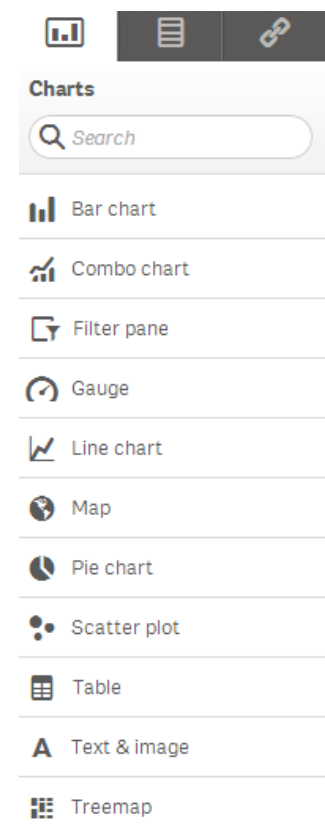 Charts
Search
Bar chart
Combo chart
Filter pane
Gauge
Line chart
Map
Pie chart
Scatter plot
Table
Text & image
Treemap